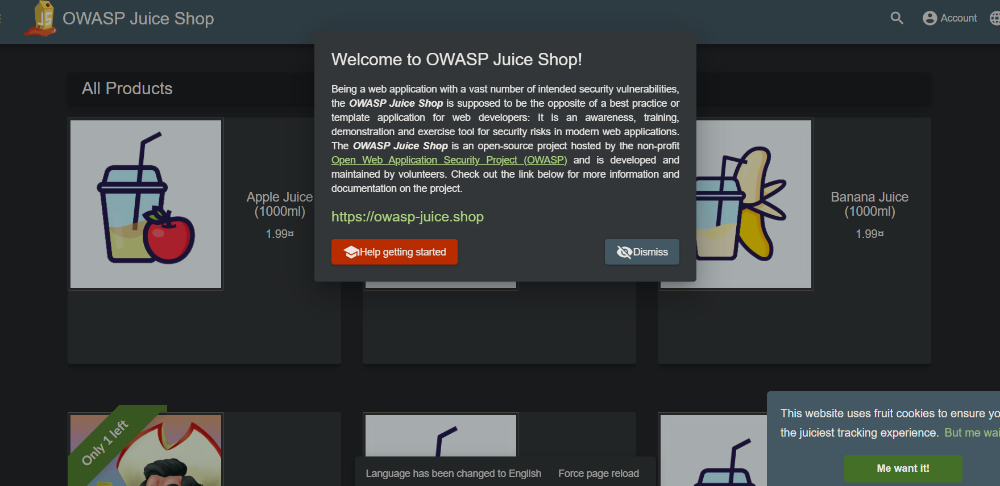 JS
OWASP Juice Shop
Account
Welcome to OWASP Juice Shop!
Being a web application with a vast number of intended security vulnerabilities,
the OWASP Juice Shop is supposed to be the opposite of a best practice or
template application for web developers: It is an awareness, training,
demonstration and exercise tool for security risks in modern web applications.
The OWASP Juice Shop is an open-source project hosted by the non-profit
Open Web Application Security Project (OWASP) and is developed and
maintained by volunteers. Check out the link below for more information and
documentation on the project.
https://owasp-juice.shop
Help getting started
Dismiss
All Products
Apple Juice
(1000ml)
1.99¤
Banana Juice
(1000ml)
1.99¤
Only 1 left
Language has been changed to English
Force page reload
This website uses fruit cookies to ensure yo
the juiciest tracking experience. But me wai
Me want it!